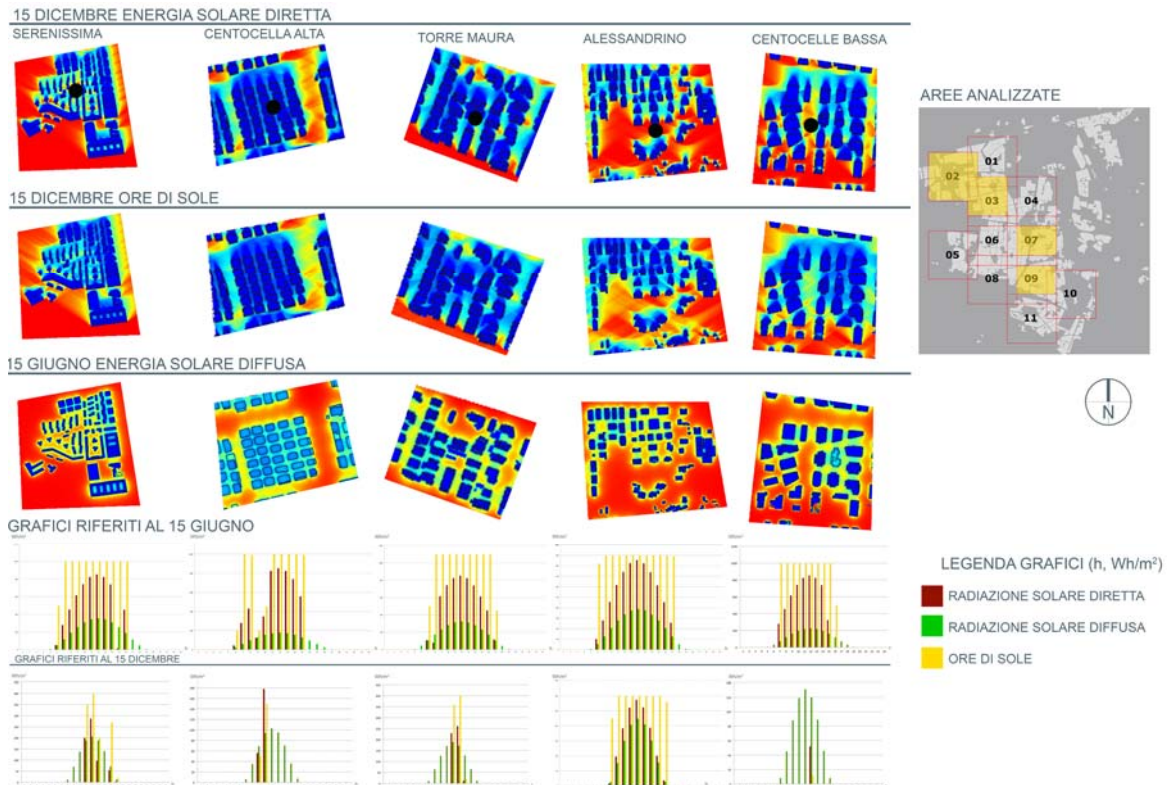 15 DICEMBRE ENERGIA SOLARE DIRETTA
SERENISSIMA
CENTOCELLA ALTA
TORRE MAURA
ALESSANDRINO
CENTOCELLE BASSA
AREE ANALIZZATE
01
02
03
04
05
06
07
08
09
10
11
N
15 DICEMBRE ORE DI SOLE
15 GIUGNO ENERGIA SOLARE DIFFUSA
GRAFICI RIFERITI AL 15 GIUGNO
LEGENDA GRAFICI (h, Wh/m²)
RADIAZIONE SOLARE DIRETTA
RADIAZIONE SOLARE DIFFUSA
ORE DI SOLE
GRAFICI RIFERITI AL 15 DICEMBRE